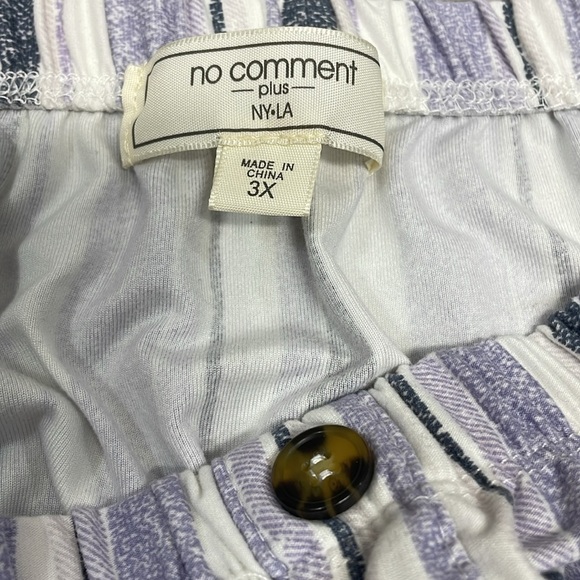 no comment
plus
NY•LA
MADE IN
CHINA
3X